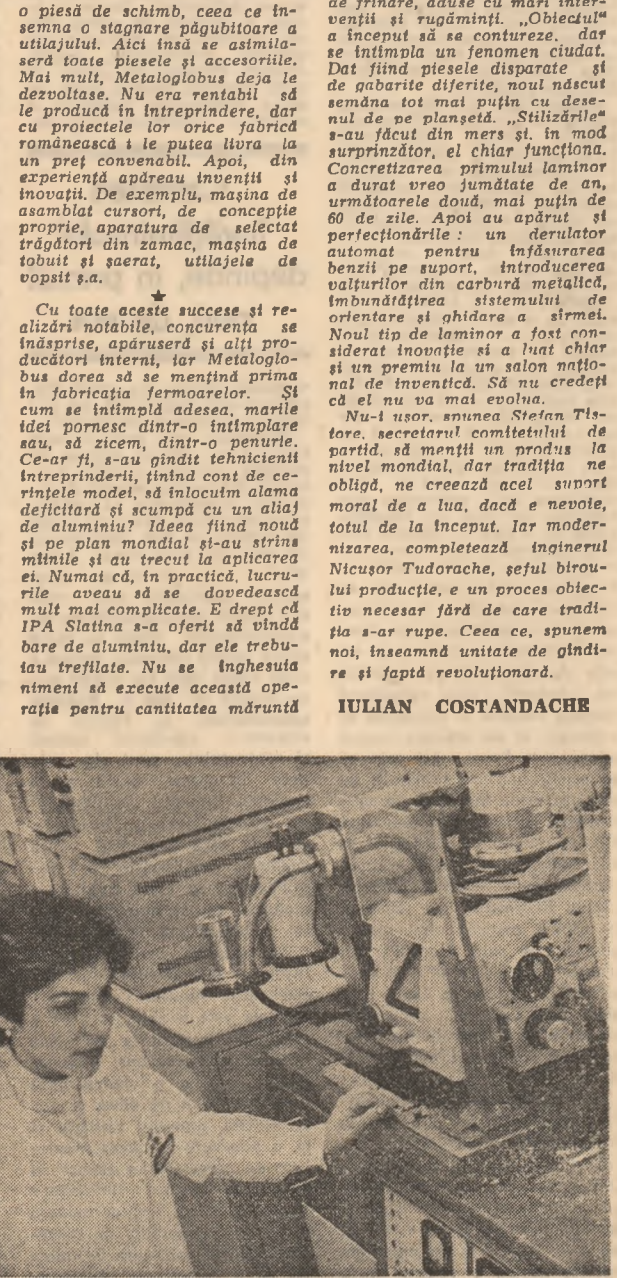 o piesă de schimb, ceea ce în-
semna o stagnare păgubitoare a
utilajului. Aici însă se asimila-
seră toate piesele și accesoriile.
Mai mult, Metaloglobus deja le
dezvoltase. Nu era rentabil să
le producă în întreprindere, dar
cu proiectele lor orice fabrică
românească i le putea livra la
un preț convenabil. Apoi, din
experiență apăreau invenții și
inovații. De exemplu, mașina de
asamblat cursori, de concepție
proprie, aparatura de selectat
trăgători din zamac, mașina de
tobuit și șaerat, utilajele de
vopsit ș.a.
★
Cu toate aceste succese și re-
alizări notabile, concurența se
înăsprise, apăruseră și alți pro-
ducători interni, iar Metaloglo-
bus dorea să se mențină prima
în fabricația fermoarelor. Și
cum se întîmplă adesea, marile
idei pornesc dintr-o întîmplare
sau, să zicem, dintr-o penurie.
Ce-ar fi, s-au gîndit tehnicienii
întreprinderii, ținînd cont de ce-
rințele modei, să înlocuim alama
deficitară și scumpă cu un aliaj
de aluminiu? Ideea fiind nouă
și pe plan mondial și-au strîns
mîinile și au trecut la aplicarea
ei. Numai că, în practică, lucru-
rile aveau să se dovedească
mult mai complicate. E drept că
IPA Slatina s-a oferit să vîndă
bare de aluminiu, dar ele trebu-
iau trefilate. Nu se înghesuia
nimeni să execute această ope-
rație pentru cantitatea măruntă
de frînare, aduse cu mari inter-
venții și rugăminți. „Obiectul“
a început să se contureze, dar
se întîmpla un fenomen ciudat.
Dat fiind piesele disparate și
de gabarite diferite, noul născut
semăna tot mai puțin cu dese-
nul de pe planșetă. „Stilizările“
s-au făcut din mers și, în mod
surprinzător, el chiar funcționa.
Concretizarea primului laminor
a durat vreo jumătate de an,
următoarele două, mai puțin de
60 de zile. Apoi au apărut și
perfecționările : un derulator
automat pentru înfășurarea
benzii pe suport, introducerea
valțurilor din carbură metalică,
îmbunătățirea sistemului de
orientare și ghidare a sîrmei.
Noul tip de laminor a fost con-
siderat inovație și a luat chiar
și un premiu la un salon națio-
nal de inventică. Să nu credeți
că el nu va mai evolua.
Nu-i ușor, spunea Ștefan Tis-
tore, secretarul comitetului de
partid, să menții un produs la
nivel mondial, dar tradiția ne
obligă, ne creează acel suport
moral de a lua, dacă e nevoie,
totul de la început. Iar moder-
nizarea, completează inginerul
Nicușor Tudorache, șeful birou-
lui producție, e un proces obiec-
tiv necesar fără de care tradi-
ția s-ar rupe. Ceea ce, spunem
noi, înseamnă unitate de gîndi-
re și faptă revoluționară.
IULIAN COSTANDACHE